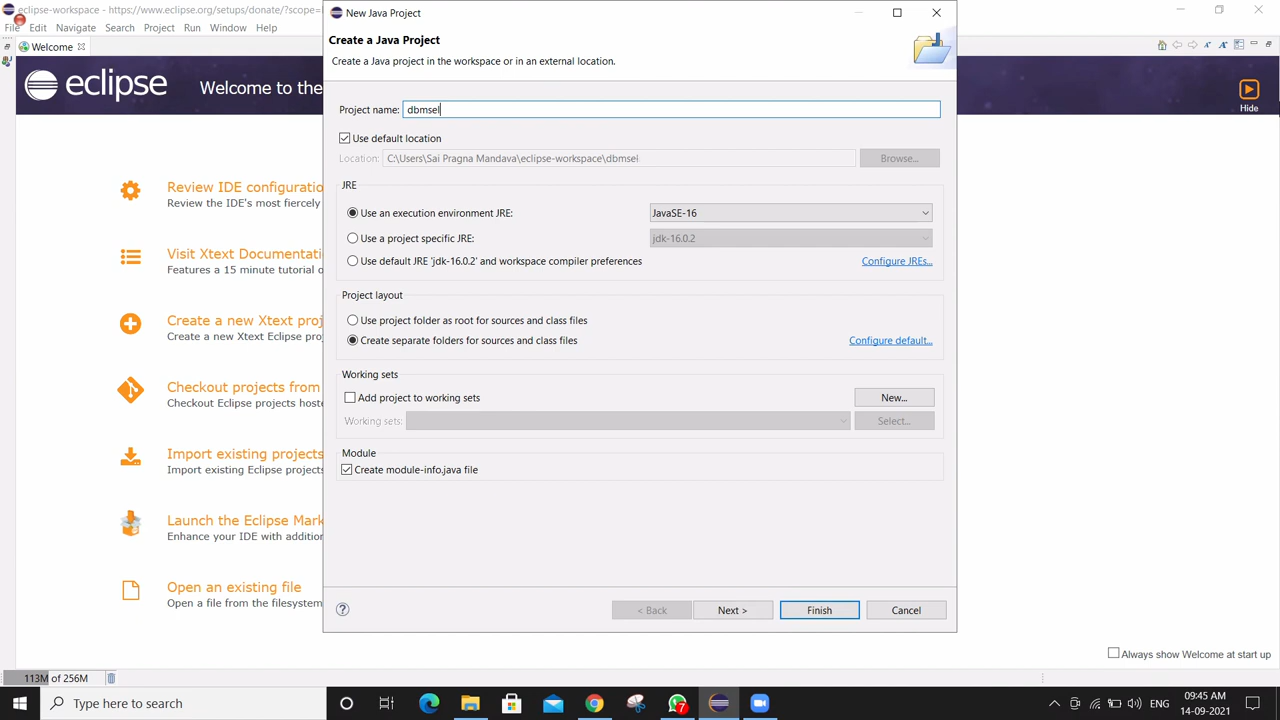 eclipse-workspace - https://www.eclipse.org/setups/donate/?scope=
New Java Project
File Edit Navigate Search Project Run Window Help
Welcome
Create a Java Project
Create a Java project in the workspace or in an external location.
eclipse
Welcome to the
Hide
Project name: dbmsel
Use default location
Location: C:\Users\Sai Pragna Mandava\eclipse-workspace\dbmsel
Browse...
JRE
Use an execution environment JRE:
JavaSE-16
Use a project specific JRE:
jdk-16.0.2
Use default JRE 'jdk-16.0.2' and workspace compiler preferences
Configure JREs...
Project layout
Use project folder as root for sources and class files
Create separate folders for sources and class files
Configure default...
Working sets
Add project to working sets
New...
Working sets:
Select...
Module
Create module-info.java file
< Back
Next >
Finish
Cancel
Review IDE configuratio
Review the IDE's most fiercely
Visit Xtext Documentati
Features a 15 minute tutorial o
Create a new Xtext proj
Create a new Xtext Eclipse proj
Checkout projects from
Checkout Eclipse projects hoste
Import existing projects
Import existing Eclipse projects
Launch the Eclipse Mark
Enhance your IDE with addition
Open an existing file
Open a file from the filesystem
Always show Welcome at start up
113M of 256M
Type here to search
7
ENG
09:45 AM
14-09-2021